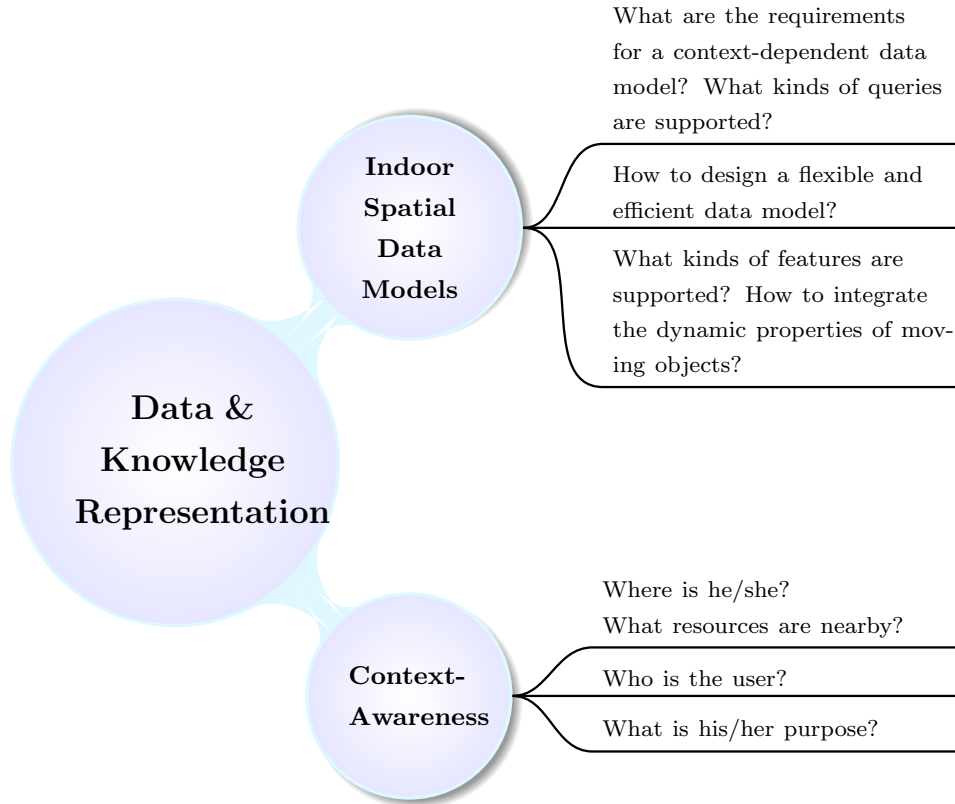 What are the requirements
for a context-dependent data
model? What kinds of queries
are supported?
Indoor
Spatial
Data
Models
How to design a flexible and
efficient data model?
What kinds of features are
supported? How to integrate
the dynamic properties of mov-
ing objects?
Data &
Knowledge
Representation
Where is he/she?
What resources are nearby?
Context-
Awareness
Who is the user?
What is his/her purpose?